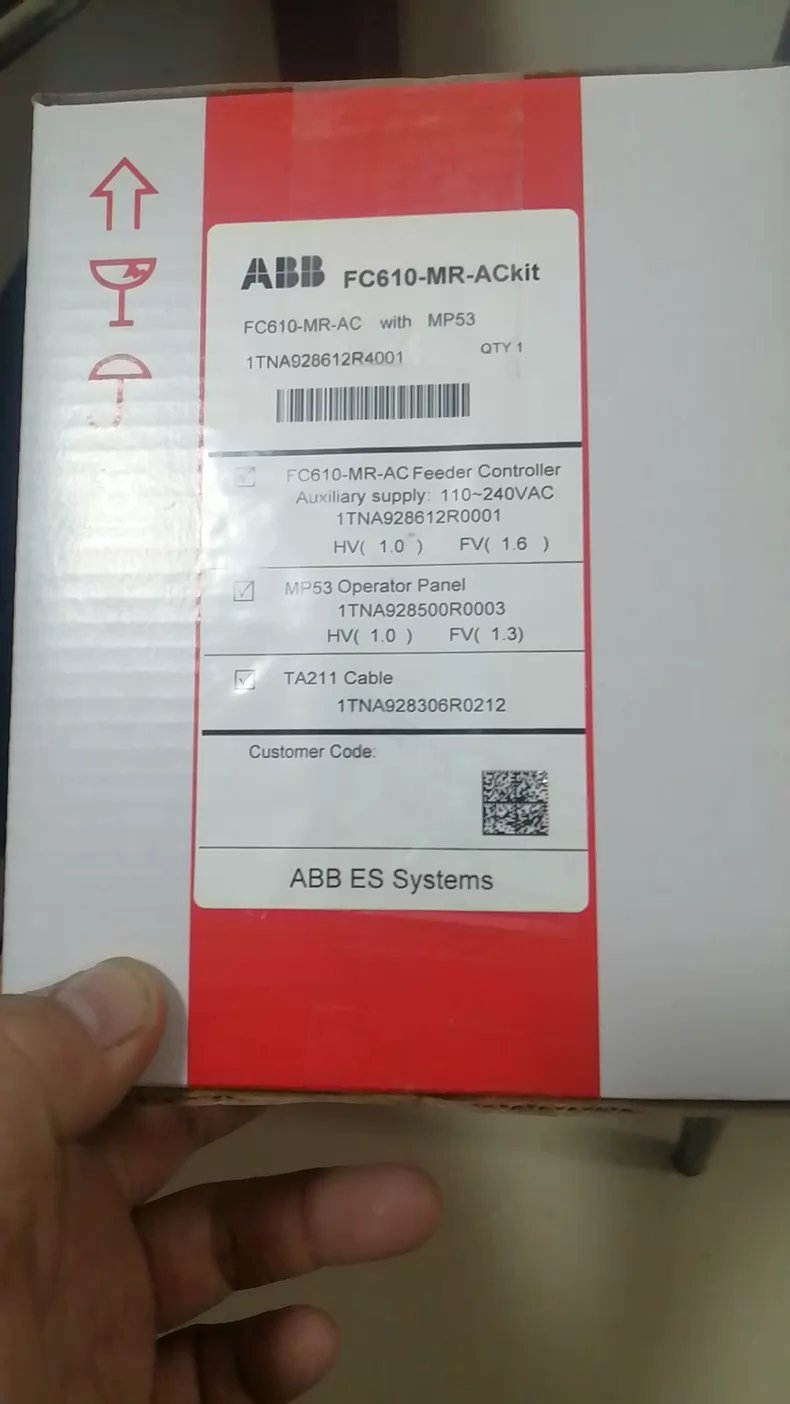 ABB FC610-MR-ACkit
FC610-MR-AC with MP53
1TNA928612R4001 QTY 1
FC610-MR-AC Feeder Controller
Auxiliary supply: 110~240VAC
1TNA928612R0001
HV( 1.0 ) FV( 1.6 )
MP53 Operator Panel
1TNA928500R0003
HV( 1.0 ) FV( 1.3)
TA211 Cable
1TNA928306R0212
Customer Code:
ABB ES Systems